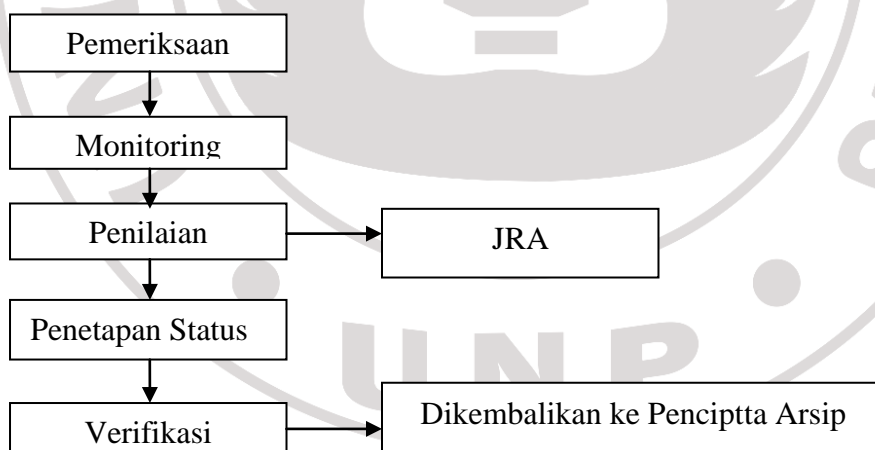 Pemeriksaan
Monitoring
Penilaian
JRA
Penetapan Status
Verifikasi
Dikembalikan ke Penciptta Arsip
UNP